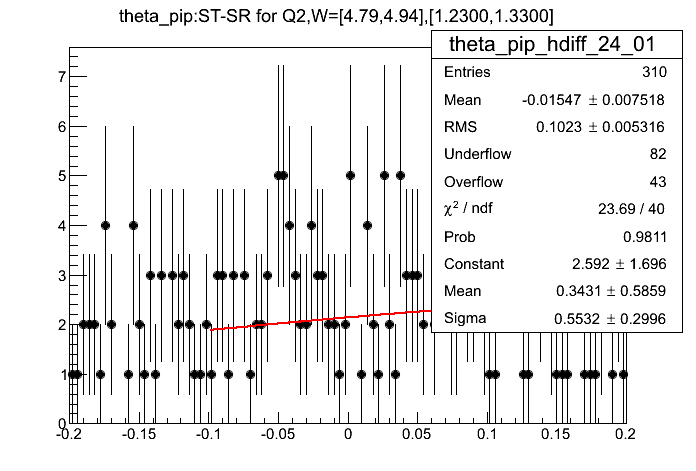 theta_pip:ST-SR for Q2,W=[4.79,4.94],[1.2300,1.3300]
theta_pip_hdiff_24_01
Entries 310
Mean -0.01547 ± 0.007518
RMS 0.1023 ± 0.005316
Underflow 82
Overflow 43
χ² / ndf 23.69 / 40
Prob 0.9811
Constant 2.592 ± 1.696
Mean 0.3431 ± 0.5859
Sigma 0.5532 ± 0.2996
7
6
5
4
3
2
1
0
-0.2 -0.15 -0.1 -0.05 0 0.05 0.1 0.15 0.2